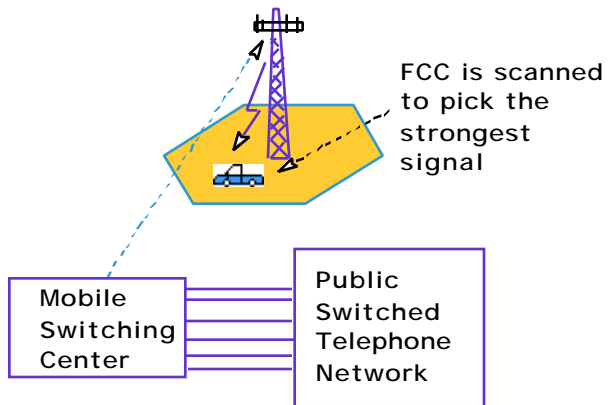 FCC is scanned
to pick the
strongest
signal
Mobile
Switching
Center
Public
Switched
Telephone
Network